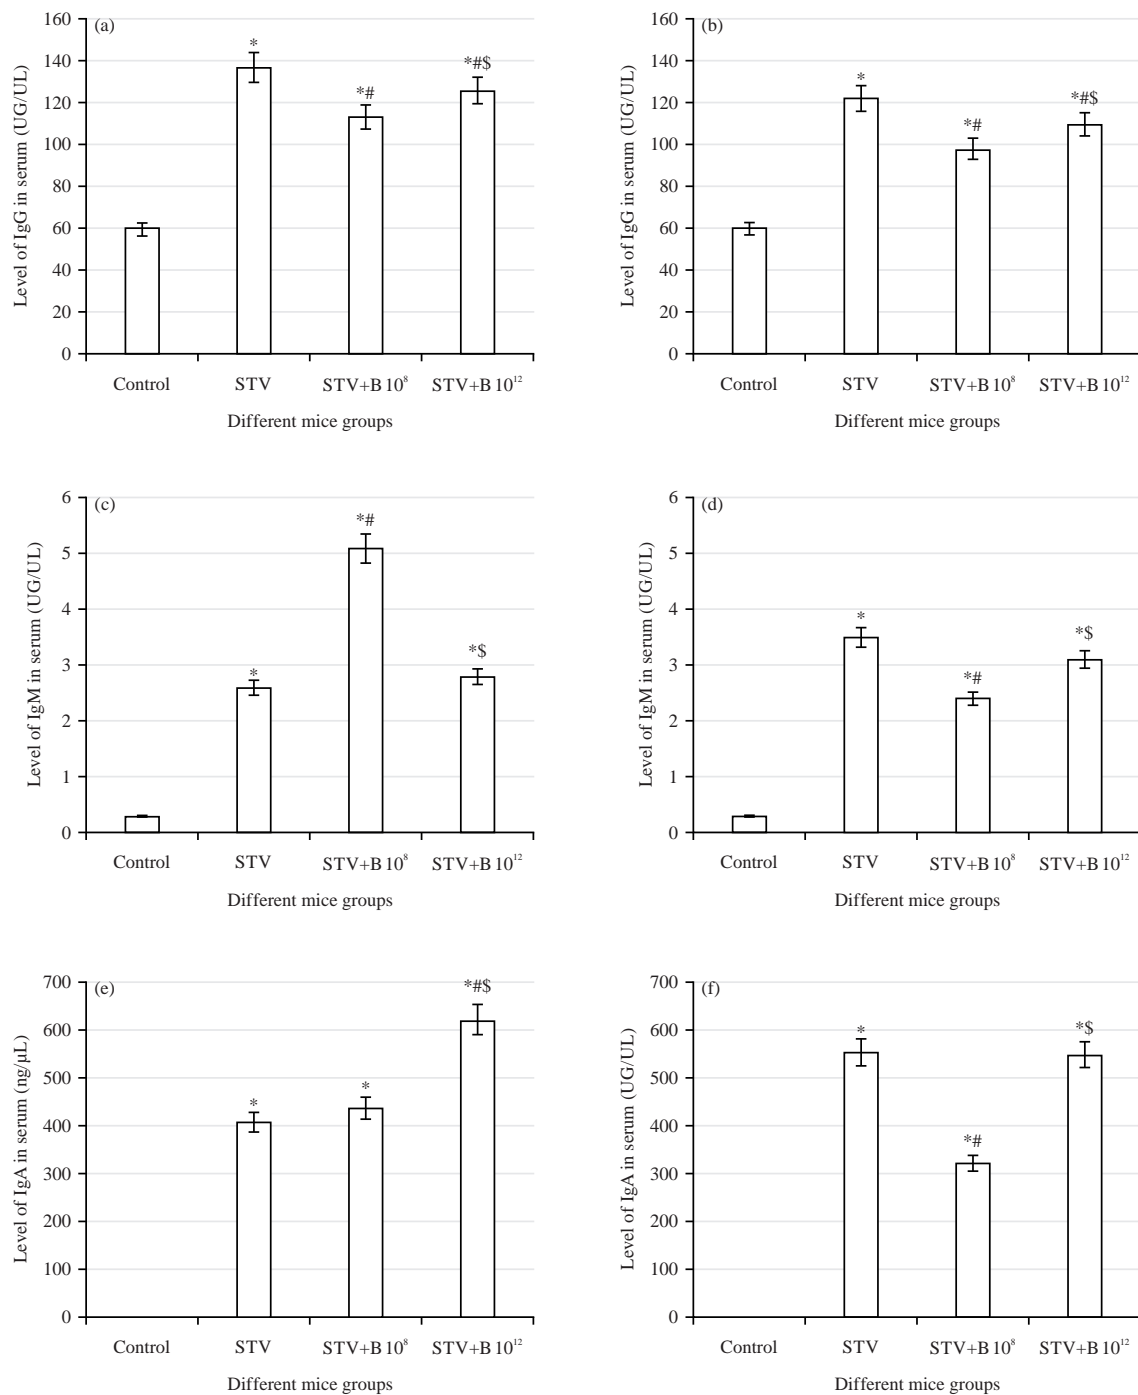 (a)
Level of IgG in serum (UG/UL)
160
140
120
100
80
60
40
20
0
*
*#
*#$
Control STV STV+B 10⁸ STV+B 10¹²
Different mice groups
(b)
Level of IgG in serum (UG/UL)
160
140
120
100
80
60
40
20
0
*
*#
*#$
Control STV STV+B 10⁸ STV+B 10¹²
Different mice groups
(c)
Level of IgM in serum (UG/UL)
6
5
4
3
2
1
0
*
*#
*$
Control STV STV+B 10⁸ STV+B 10¹²
Different mice groups
(d)
Level of IgM in serum (UG/UL)
6
5
4
3
2
1
0
*
*#
*$
Control STV STV+B 10⁸ STV+B 10¹²
Different mice groups
(e)
Level of IgA in serum (ng/µL)
700
600
500
400
300
200
100
0
*
*
*#$
Control STV STV+B 10⁸ STV+B 10¹²
Different mice groups
(f)
Level of IgA in serum (UG/UL)
700
600
500
400
300
200
100
0
*
*#
*$
Control STV STV+B 10⁸ STV+B 10¹²
Different mice groups